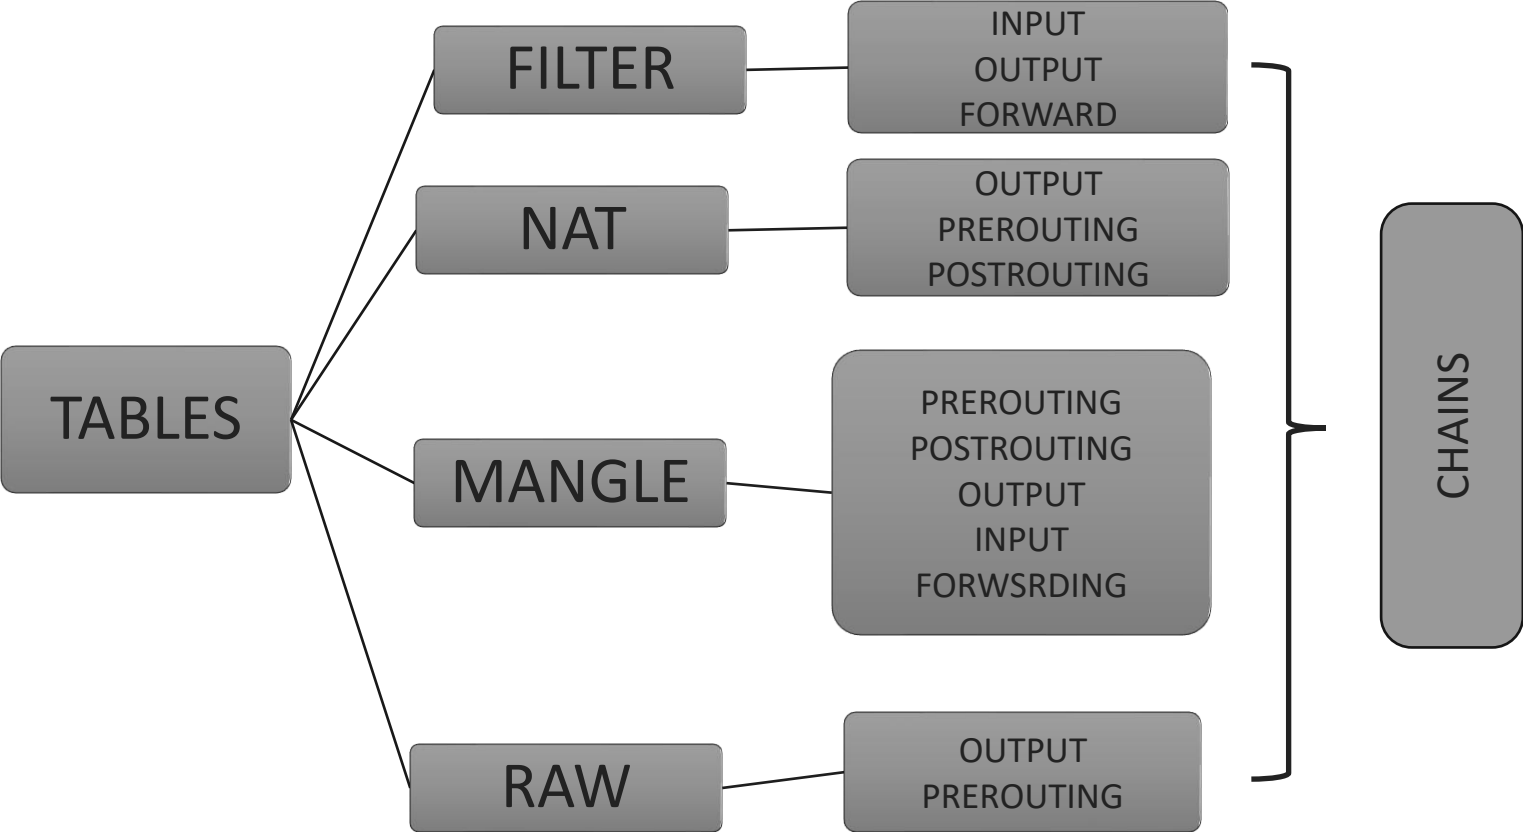 TABLES
FILTER
INPUT
OUTPUT
FORWARD
NAT
OUTPUT
PREROUTING
POSTROUTING
MANGLE
PREROUTING
POSTROUTING
OUTPUT
INPUT
FORWSRDING
RAW
OUTPUT
PREROUTING
CHAINS